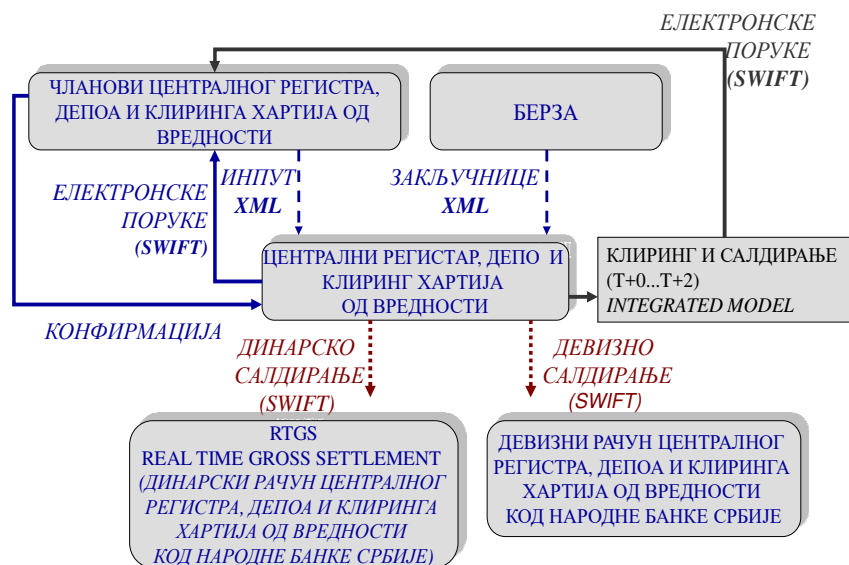 ЕЛЕКТРОНСКЕ
ПОРУКЕ
(SWIFT)
ЧЛАНОВИ ЦЕНТРАЛНОГ РЕГИСТРА,
ДЕПОА И КЛИРИНГА ХАРТИЈА ОД
ВРЕДНОСТИ
БЕРЗА
ЕЛЕКТРОНСКЕ
ПОРУКЕ
(SWIFT)
ИНПУТ
XML
ЗАКЉУЧНИЦЕ
XML
ЦЕНТРАЛНИ РЕГИСТАР, ДЕПО И
КЛИРИНГ ХАРТИЈА
ОД ВРЕДНОСТИ
КЛИРИНГ И САЛДИРАЊЕ
(T+0...T+2)
INTEGRATED MODEL
КОНФИРМАЦИЈА
ДИНАРСКО
САЛДИРАЊЕ
(SWIFT)
ДЕВИЗНО
САЛДИРАЊЕ
(SWIFT)
RTGS
REAL TIME GROSS SETTLEMENT
(ДИНАРСКИ РАЧУН ЦЕНТРАЛНОГ
РЕГИСТРА, ДЕПОА И КЛИРИНГА
ХАРТИЈА ОД ВРЕДНОСТИ
КОД НАРОДНЕ БАНКЕ СРБИЈЕ)
ДЕВИЗНИ РАЧУН ЦЕНТРАЛНОГ
РЕГИСТРА, ДЕПОА И КЛИРИНГА
ХАРТИЈА ОД ВРЕДНОСТИ
КОД НАРОДНЕ БАНКЕ СРБИЈЕ